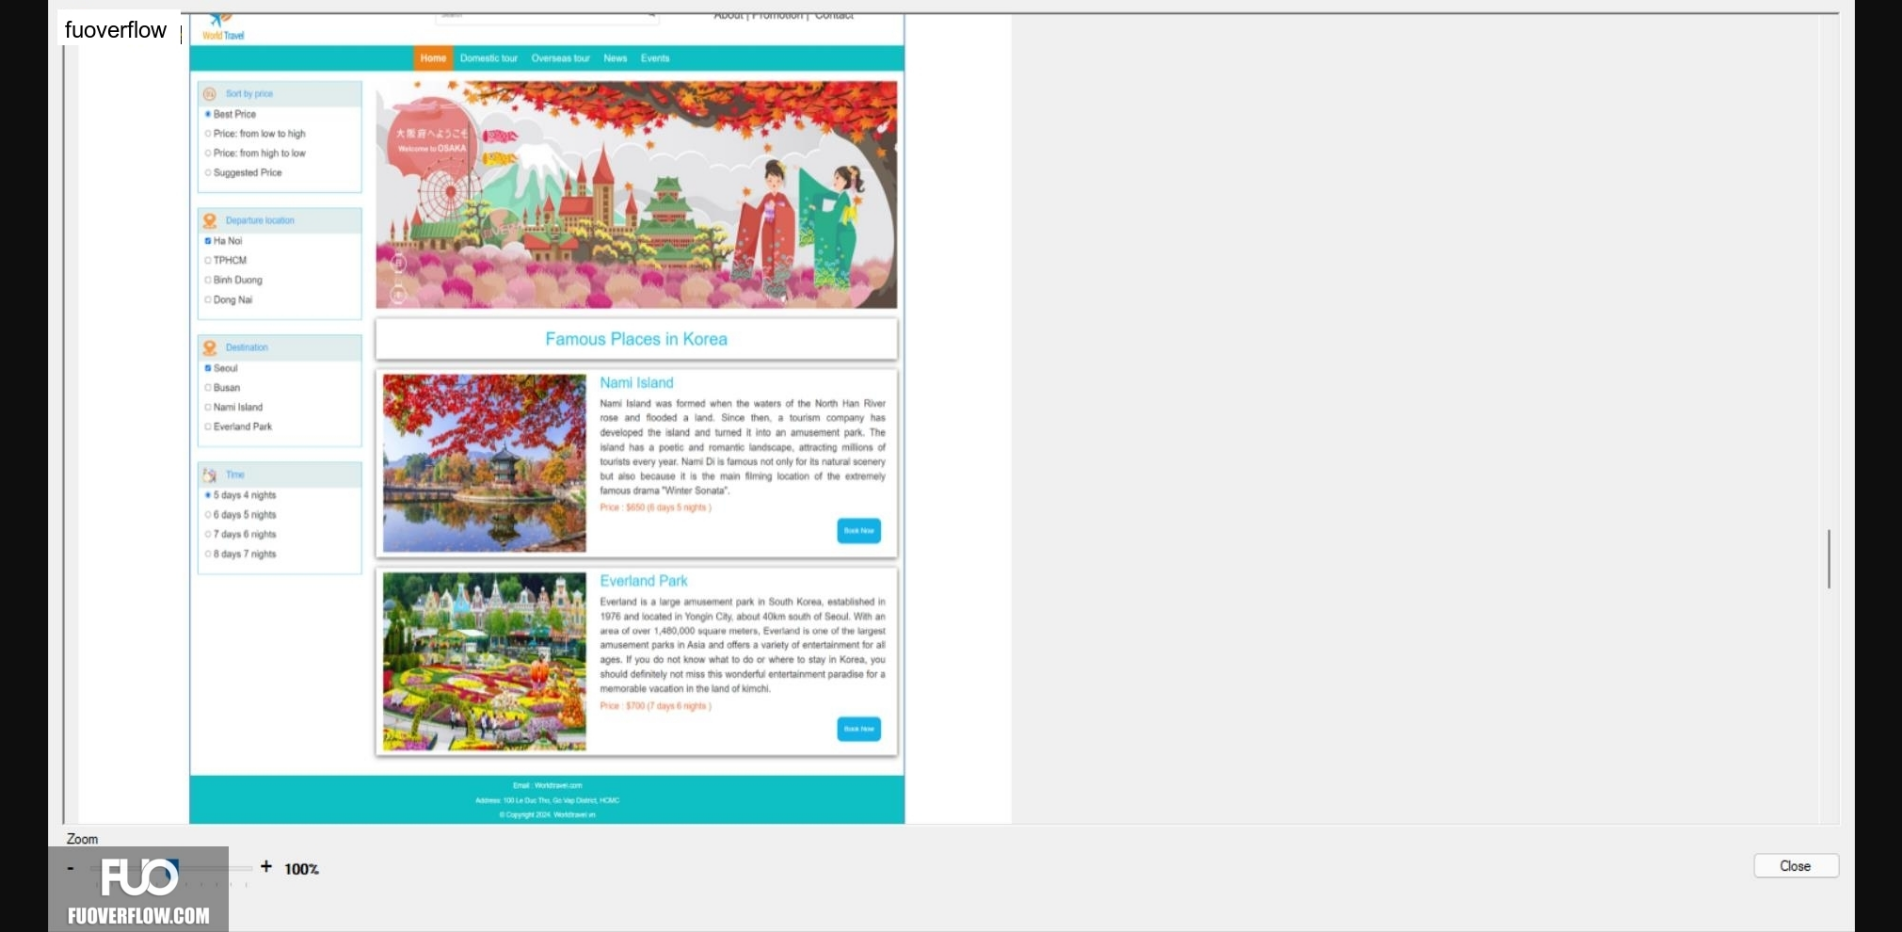 fuoverflow
Search
About | Promotion | Contact
World Travel
Home Domestic tour Overseas tour News Events
Sort by price
Best Price
Price: from low to high
Price: from high to low
Suggested Price
Departure location
Ha Noi
TPHCM
Binh Duong
Dong Nai
Destination
Seoul
Busan
Nami Island
Everland Park
Time
5 days 4 nights
6 days 5 nights
7 days 6 nights
8 days 7 nights
大阪府へようこそ
Welcome to OSAKA
Famous Places in Korea
Nami Island
Nami Island was formed when the waters of the North Han River
rose and flooded a land. Since then, a tourism company has
developed the island and turned it into an amusement park. The
island has a poetic and romantic landscape, attracting millions of
tourists every year. Nami Di is famous not only for its natural scenery
but also because it is the main filming location of the extremely
famous drama "Winter Sonata".
Price : $650 (6 days 5 nights )
Book Now
Everland Park
Everland is a large amusement park in South Korea, established in
1976 and located in Yongin City, about 40km south of Seoul. With an
area of over 1,480,000 square meters, Everland is one of the largest
amusement parks in Asia and offers a variety of entertainment for all
ages. If you do not know what to do or where to stay in Korea, you
should definitely not miss this wonderful entertainment paradise for a
memorable vacation in the land of kimchi.
Price : $700 (7 days 6 nights )
Book Now
Email : Worldtravel.com
Address: 100 Le Duc Tho, Go Vap District, HCMC
© Copyright 2024. Worldtravel.vn
Zoom
- + 100%
Close
FUO
FUOVERFLOW.COM